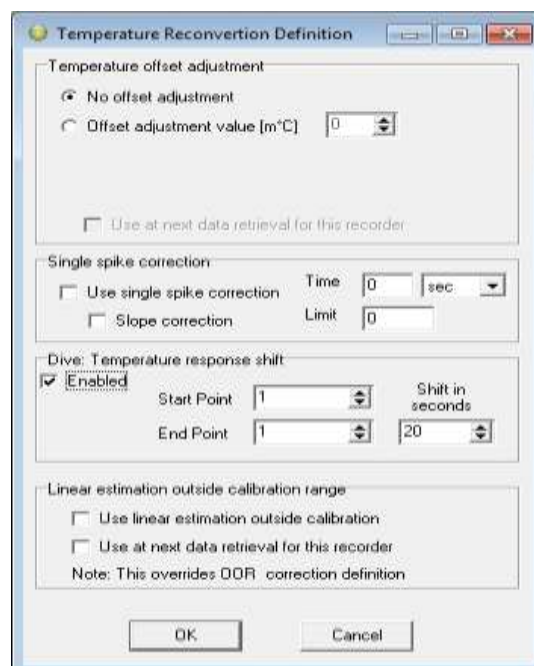 Temperature Reconvertion Definition
Temperature offset adjustment
No offset adjustment
Offset adjustment value [m°C] 0
Use at next data retrieval for this recorder
Single spike correction
Use single spike correction Time 0 sec
Slope correction Limit 0
Dive: Temperature response shift
Enabled
Start Point 1 Shift in seconds
End Point 1 20
Linear estimation outside calibration range
Use linear estimation outside calibration
Use at next data retrieval for this recorder
Note: This overrides OOR correction definition
OK Cancel